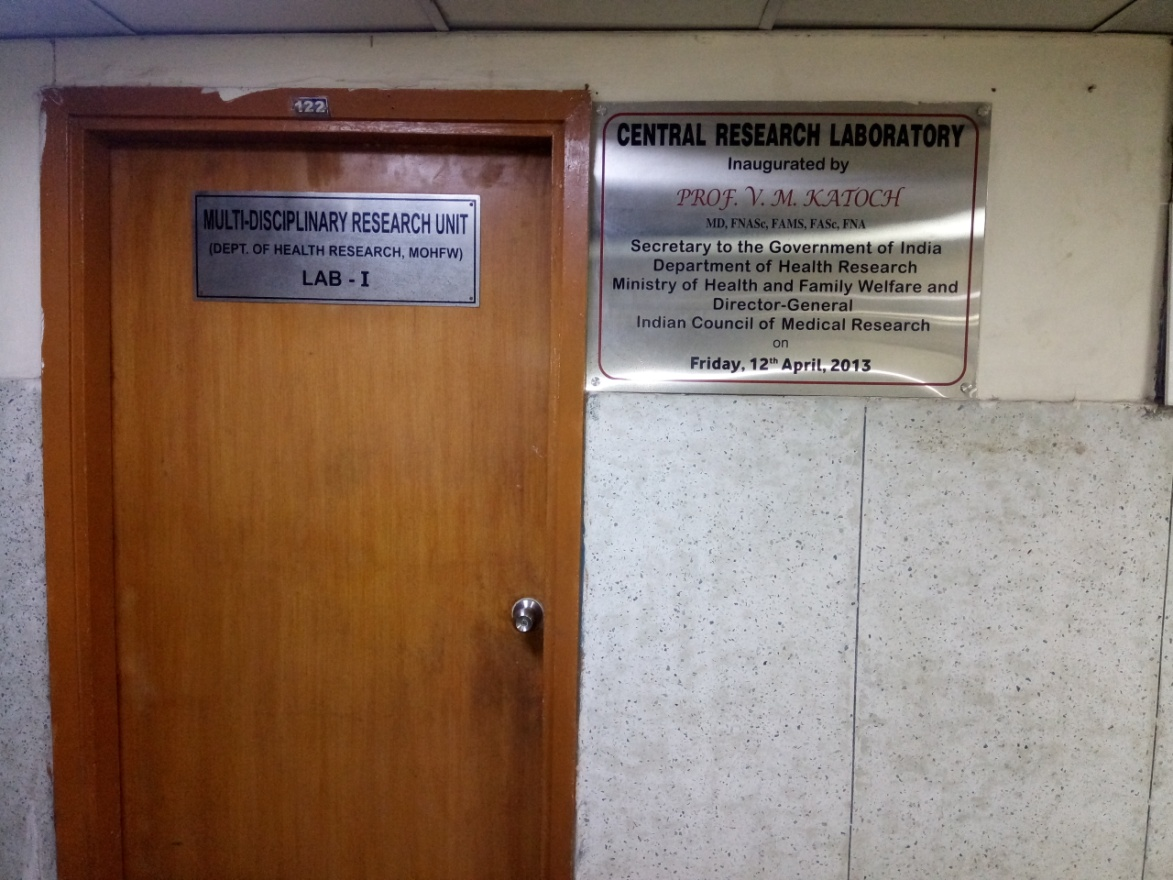 122
MULTI-DISCIPLINARY RESEARCH UNIT
(DEPT. OF HEALTH RESEARCH, MOHFW)
LAB - I
CENTRAL RESEARCH LABORATORY
Inaugurated by
PROF. V. M. KATOCH
MD, FNASc, FAMS, FASc, FNA
Secretary to the Government of India
Department of Health Research
Ministry of Health and Family Welfare and
Director-General
Indian Council of Medical Research
on
Friday, 12th April, 2013